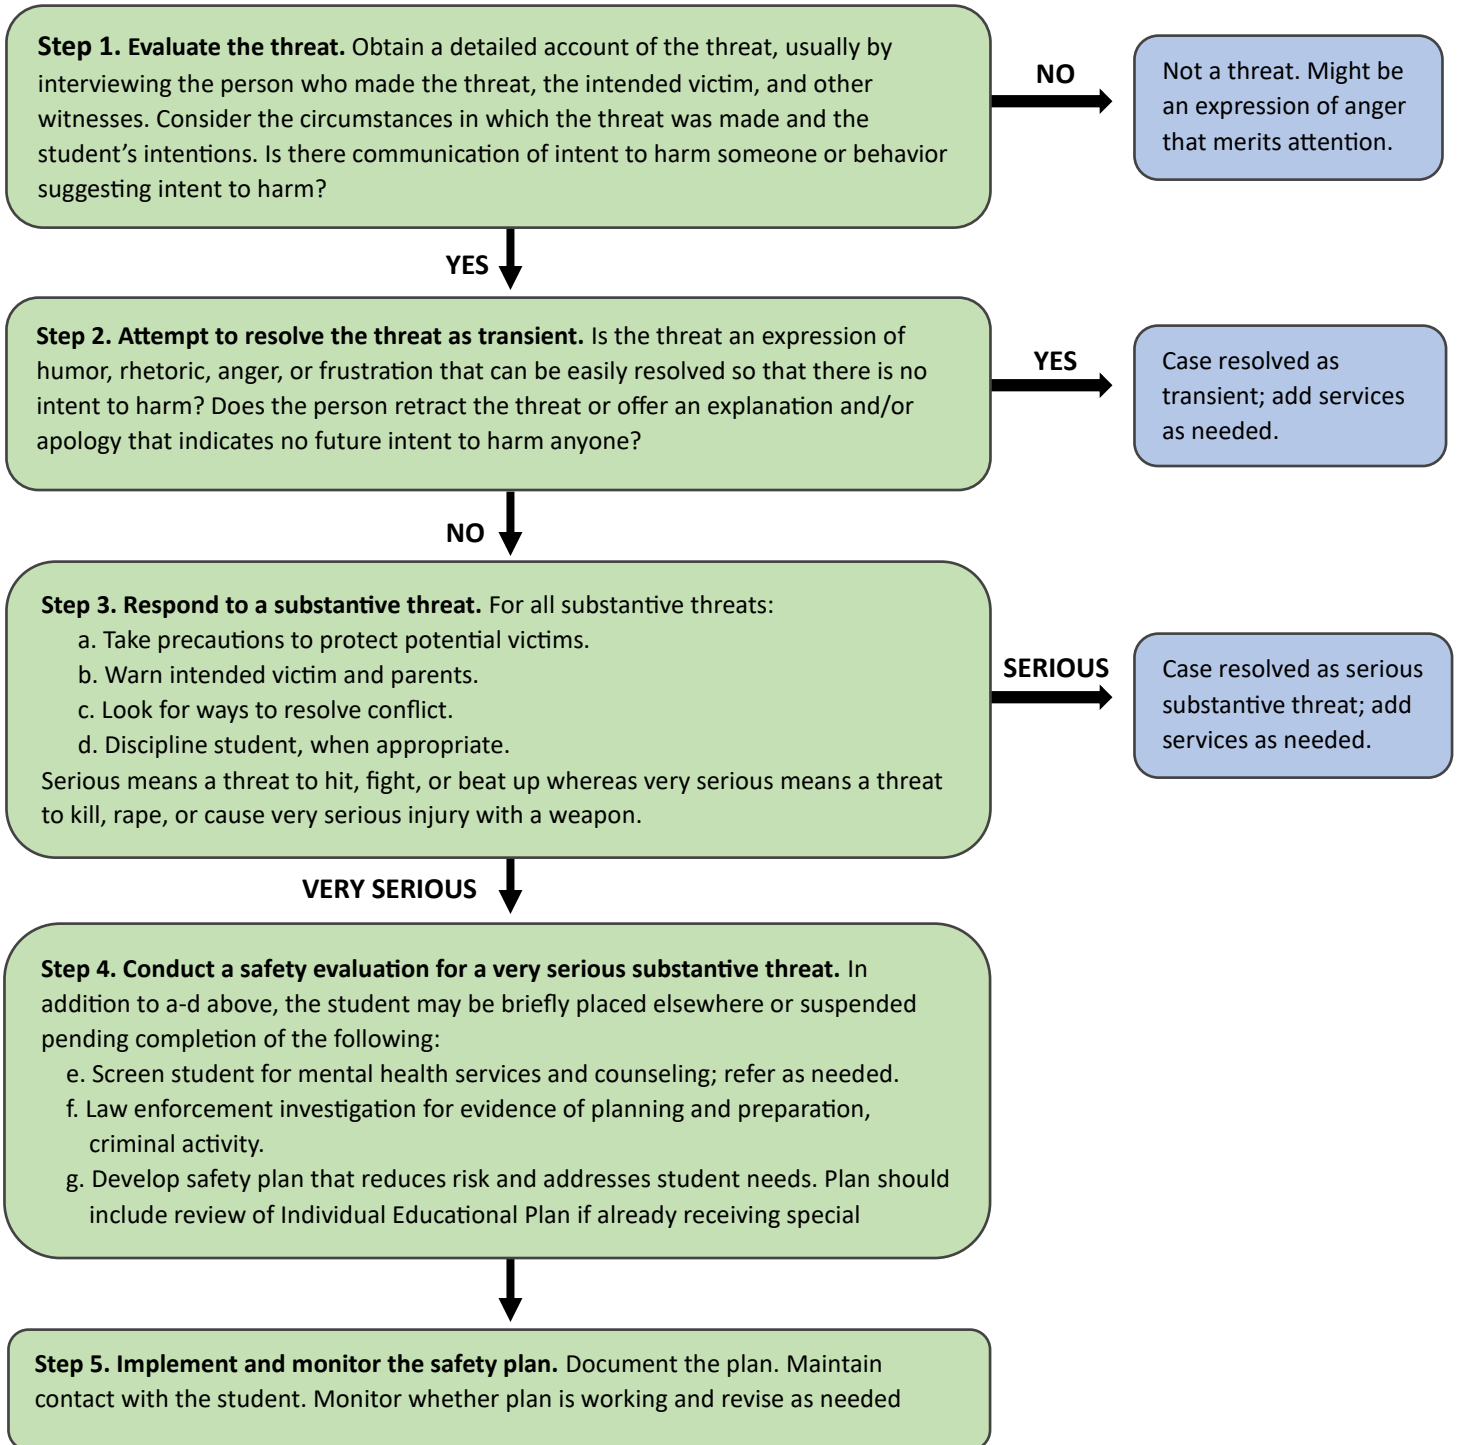 Step 1. Evaluate the threat. Obtain a detailed account of the threat, usually by
interviewing the person who made the threat, the intended victim, and other
witnesses. Consider the circumstances in which the threat was made and the
student’s intentions. Is there communication of intent to harm someone or behavior
suggesting intent to harm?
NO
Not a threat. Might be
an expression of anger
that merits attention.
YES
Step 2. Attempt to resolve the threat as transient. Is the threat an expression of
humor, rhetoric, anger, or frustration that can be easily resolved so that there is no
intent to harm? Does the person retract the threat or offer an explanation and/or
apology that indicates no future intent to harm anyone?
YES
Case resolved as
transient; add services
as needed.
NO
Step 3. Respond to a substantive threat. For all substantive threats:
a. Take precautions to protect potential victims.
b. Warn intended victim and parents.
c. Look for ways to resolve conflict.
d. Discipline student, when appropriate.
Serious means a threat to hit, fight, or beat up whereas very serious means a threat
to kill, rape, or cause very serious injury with a weapon.
SERIOUS
Case resolved as serious
substantive threat; add
services as needed.
VERY SERIOUS
Step 4. Conduct a safety evaluation for a very serious substantive threat. In
addition to a-d above, the student may be briefly placed elsewhere or suspended
pending completion of the following:
e. Screen student for mental health services and counseling; refer as needed.
f. Law enforcement investigation for evidence of planning and preparation,
criminal activity.
g. Develop safety plan that reduces risk and addresses student needs. Plan should
include review of Individual Educational Plan if already receiving special
Step 5. Implement and monitor the safety plan. Document the plan. Maintain
contact with the student. Monitor whether plan is working and revise as needed